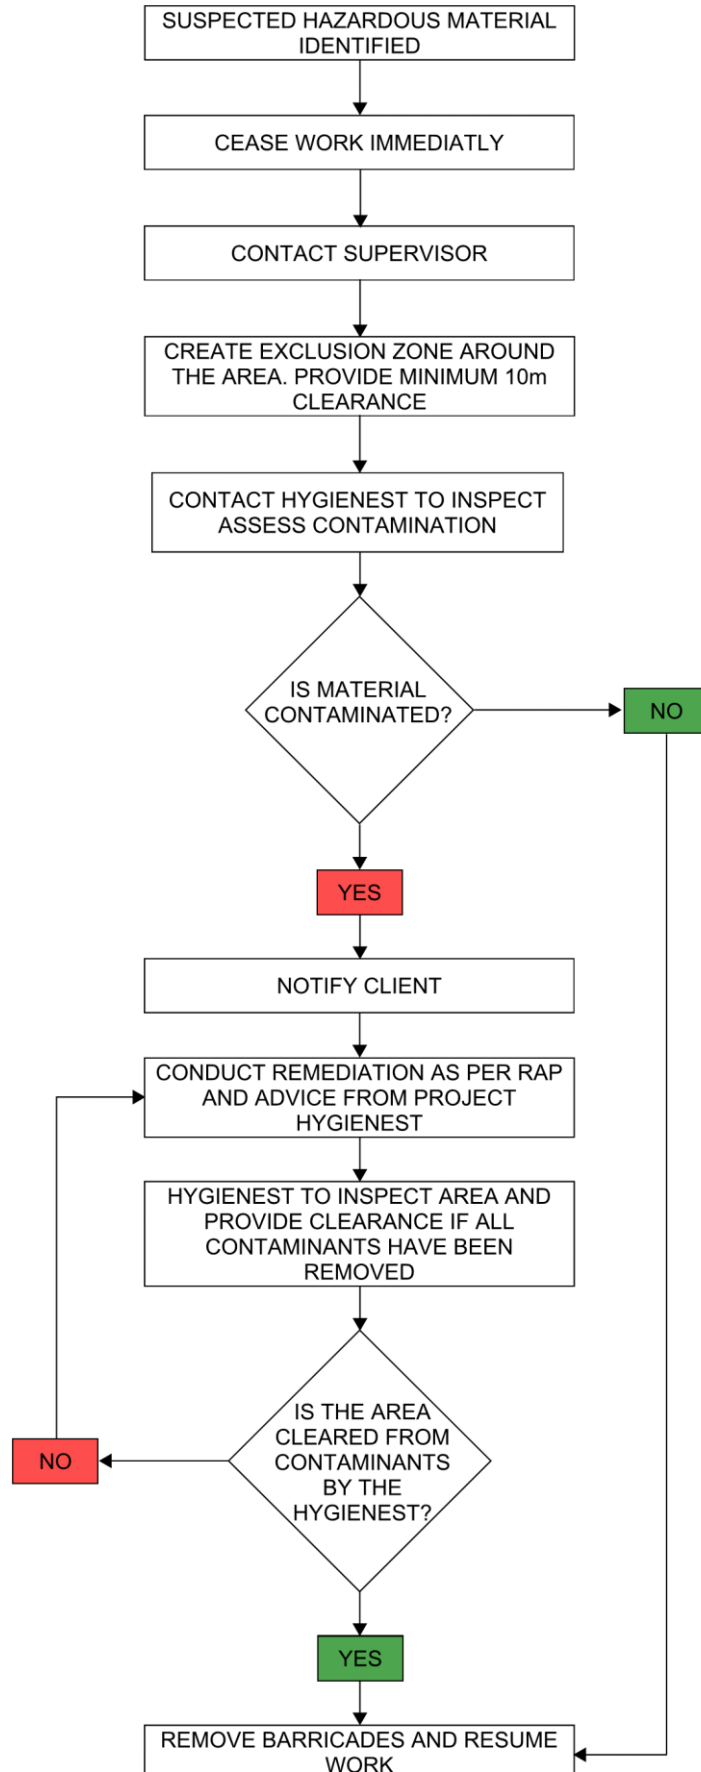 SUSPECTED HAZARDOUS MATERIAL
IDENTIFIED
CEASE WORK IMMEDIATLY
CONTACT SUPERVISOR
CREATE EXCLUSION ZONE AROUND
THE AREA. PROVIDE MINIMUM 10m
CLEARANCE
CONTACT HYGIENEST TO INSPECT
ASSESS CONTAMINATION
IS MATERIAL
CONTAMINATED?
NO
YES
NOTIFY CLIENT
CONDUCT REMEDIATION AS PER RAP
AND ADVICE FROM PROJECT
HYGIENEST
HYGIENEST TO INSPECT AREA AND
PROVIDE CLEARANCE IF ALL
CONTAMINANTS HAVE BEEN
REMOVED
IS THE AREA
CLEARED FROM
CONTAMINANTS
BY THE
HYGIENEST?
NO
YES
REMOVE BARRICADES AND RESUME
WORK